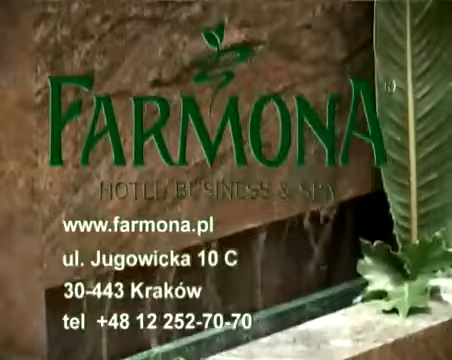 FARMONA®
HOTEL BUSINESS & SPA
www.farmona.pl
ul. Jugowicka 10 C
30-443 Kraków
tel +48 12 252-70-70